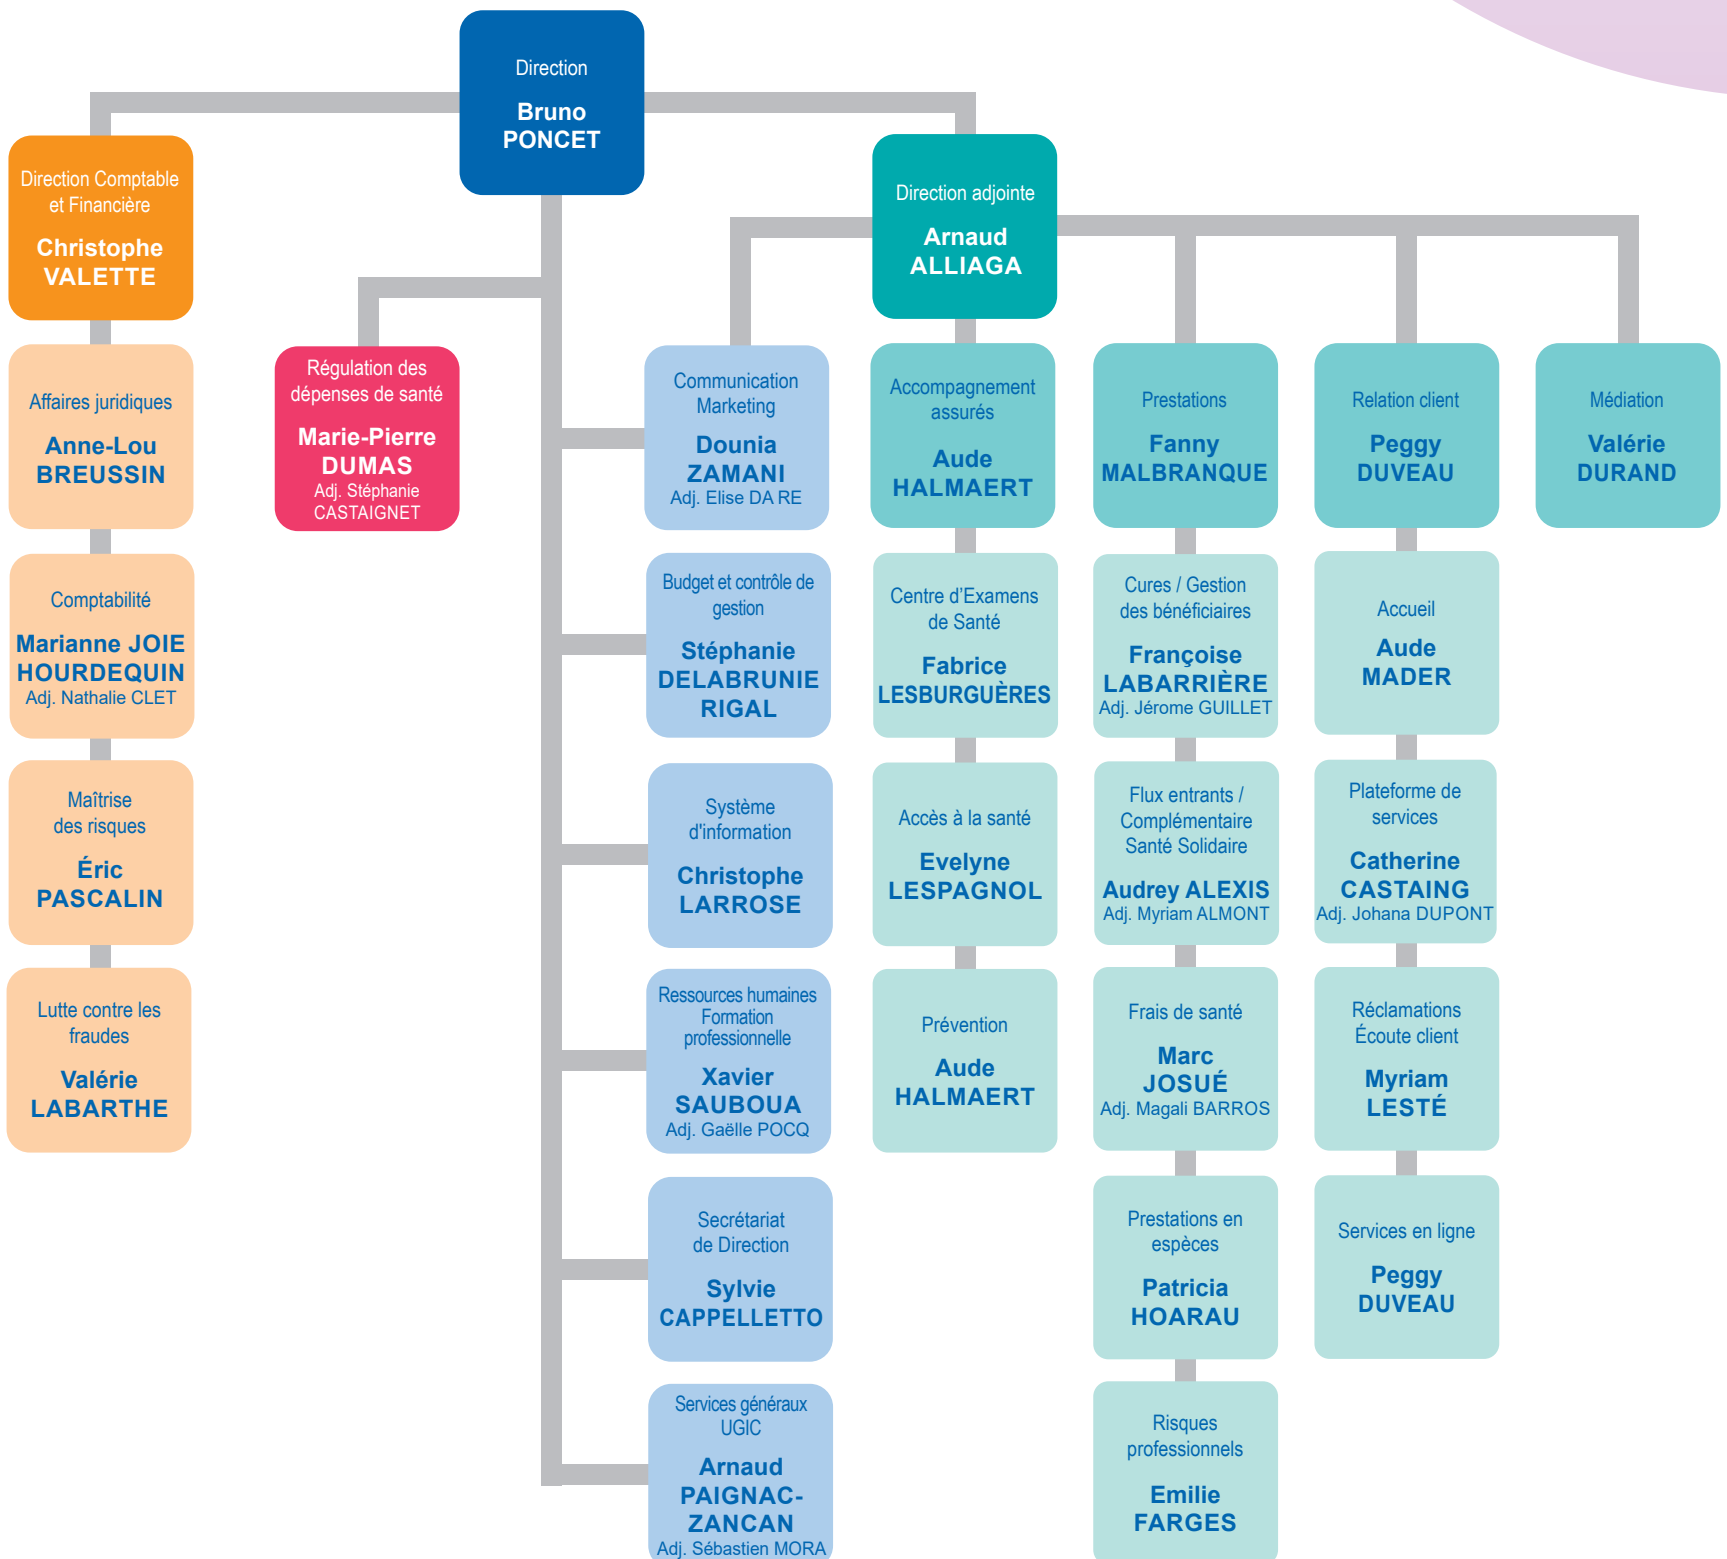 Direction
Bruno
PONCET
Direction Comptable
et Financière
Christophe
VALETTE
Direction adjointe
Arnaud
ALLIAGA
Affaires juridiques
Anne-Lou
BREUSSIN
Comptabilité
Marianne JOIE
HOURDEQUIN
Adj. Nathalie CLET
Maîtrise
des risques
Éric
PASCALIN
Lutte contre les
fraudes
Valérie
LABARTHE
Régulation des
dépenses de santé
Marie-Pierre
DUMAS
Adj. Stéphanie
CASTAIGNET
Communication
Marketing
Dounia
ZAMANI
Adj. Elise DA RE
Budget et contrôle de
gestion
Stéphanie
DELABRUNIE
RIGAL
Système
d'information
Christophe
LARROSE
Ressources humaines
Formation
professionnelle
Xavier
SAUBOUA
Adj. Gaëlle POCQ
Secrétariat
de Direction
Sylvie
CAPPELLETTO
Services généraux
UGIC
Arnaud
PAIGNAC-
ZANCAN
Adj. Sébastien MORA
Accompagnement
assurés
Aude
HALMAERT
Centre d’Examens
de Santé
Fabrice
LESBURGUÈRES
Accès à la santé
Evelyne
LESPAGNOL
Prévention
Aude
HALMAERT
Prestations
Fanny
MALBRANQUE
Cures / Gestion
des bénéficiaires
Françoise
LABARRIÈRE
Adj. Jérome GUILLET
Flux entrants /
Complémentaire
Santé Solidaire
Audrey ALEXIS
Adj. Myriam ALMONT
Frais de santé
Marc
JOSUÉ
Adj. Magali BARROS
Prestations en
espèces
Patricia
HOARAU
Risques
professionnels
Emilie
FARGES
Relation client
Peggy
DUVEAU
Accueil
Aude
MADER
Plateforme de
services
Catherine
CASTAING
Adj. Johana DUPONT
Réclamations
Écoute client
Myriam
LESTÉ
Services en ligne
Peggy
DUVEAU
Médiation
Valérie
DURAND